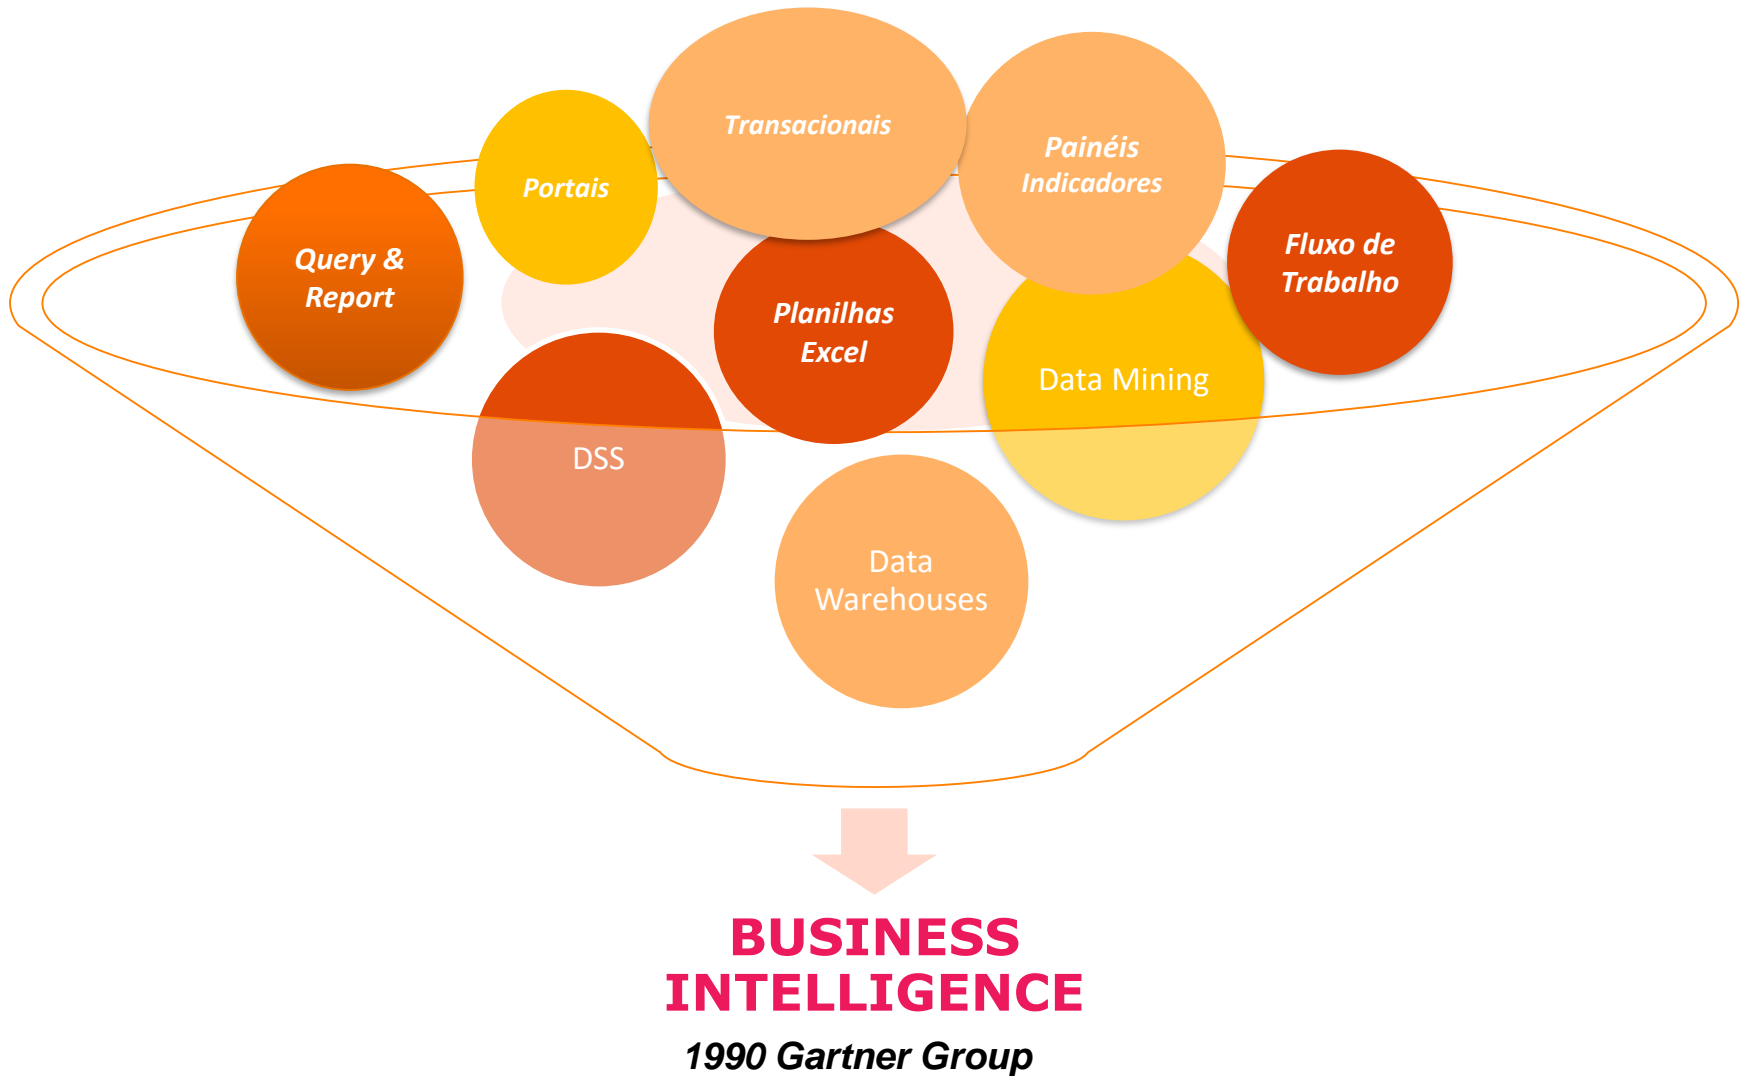 Transacionais
Painéis
Indicadores
Portais
Query &
Report
Fluxo de
Trabalho
Planilhas
Excel
Data Mining
DSS
Data
Warehouses
BUSINESS
INTELLIGENCE
1990 Gartner Group